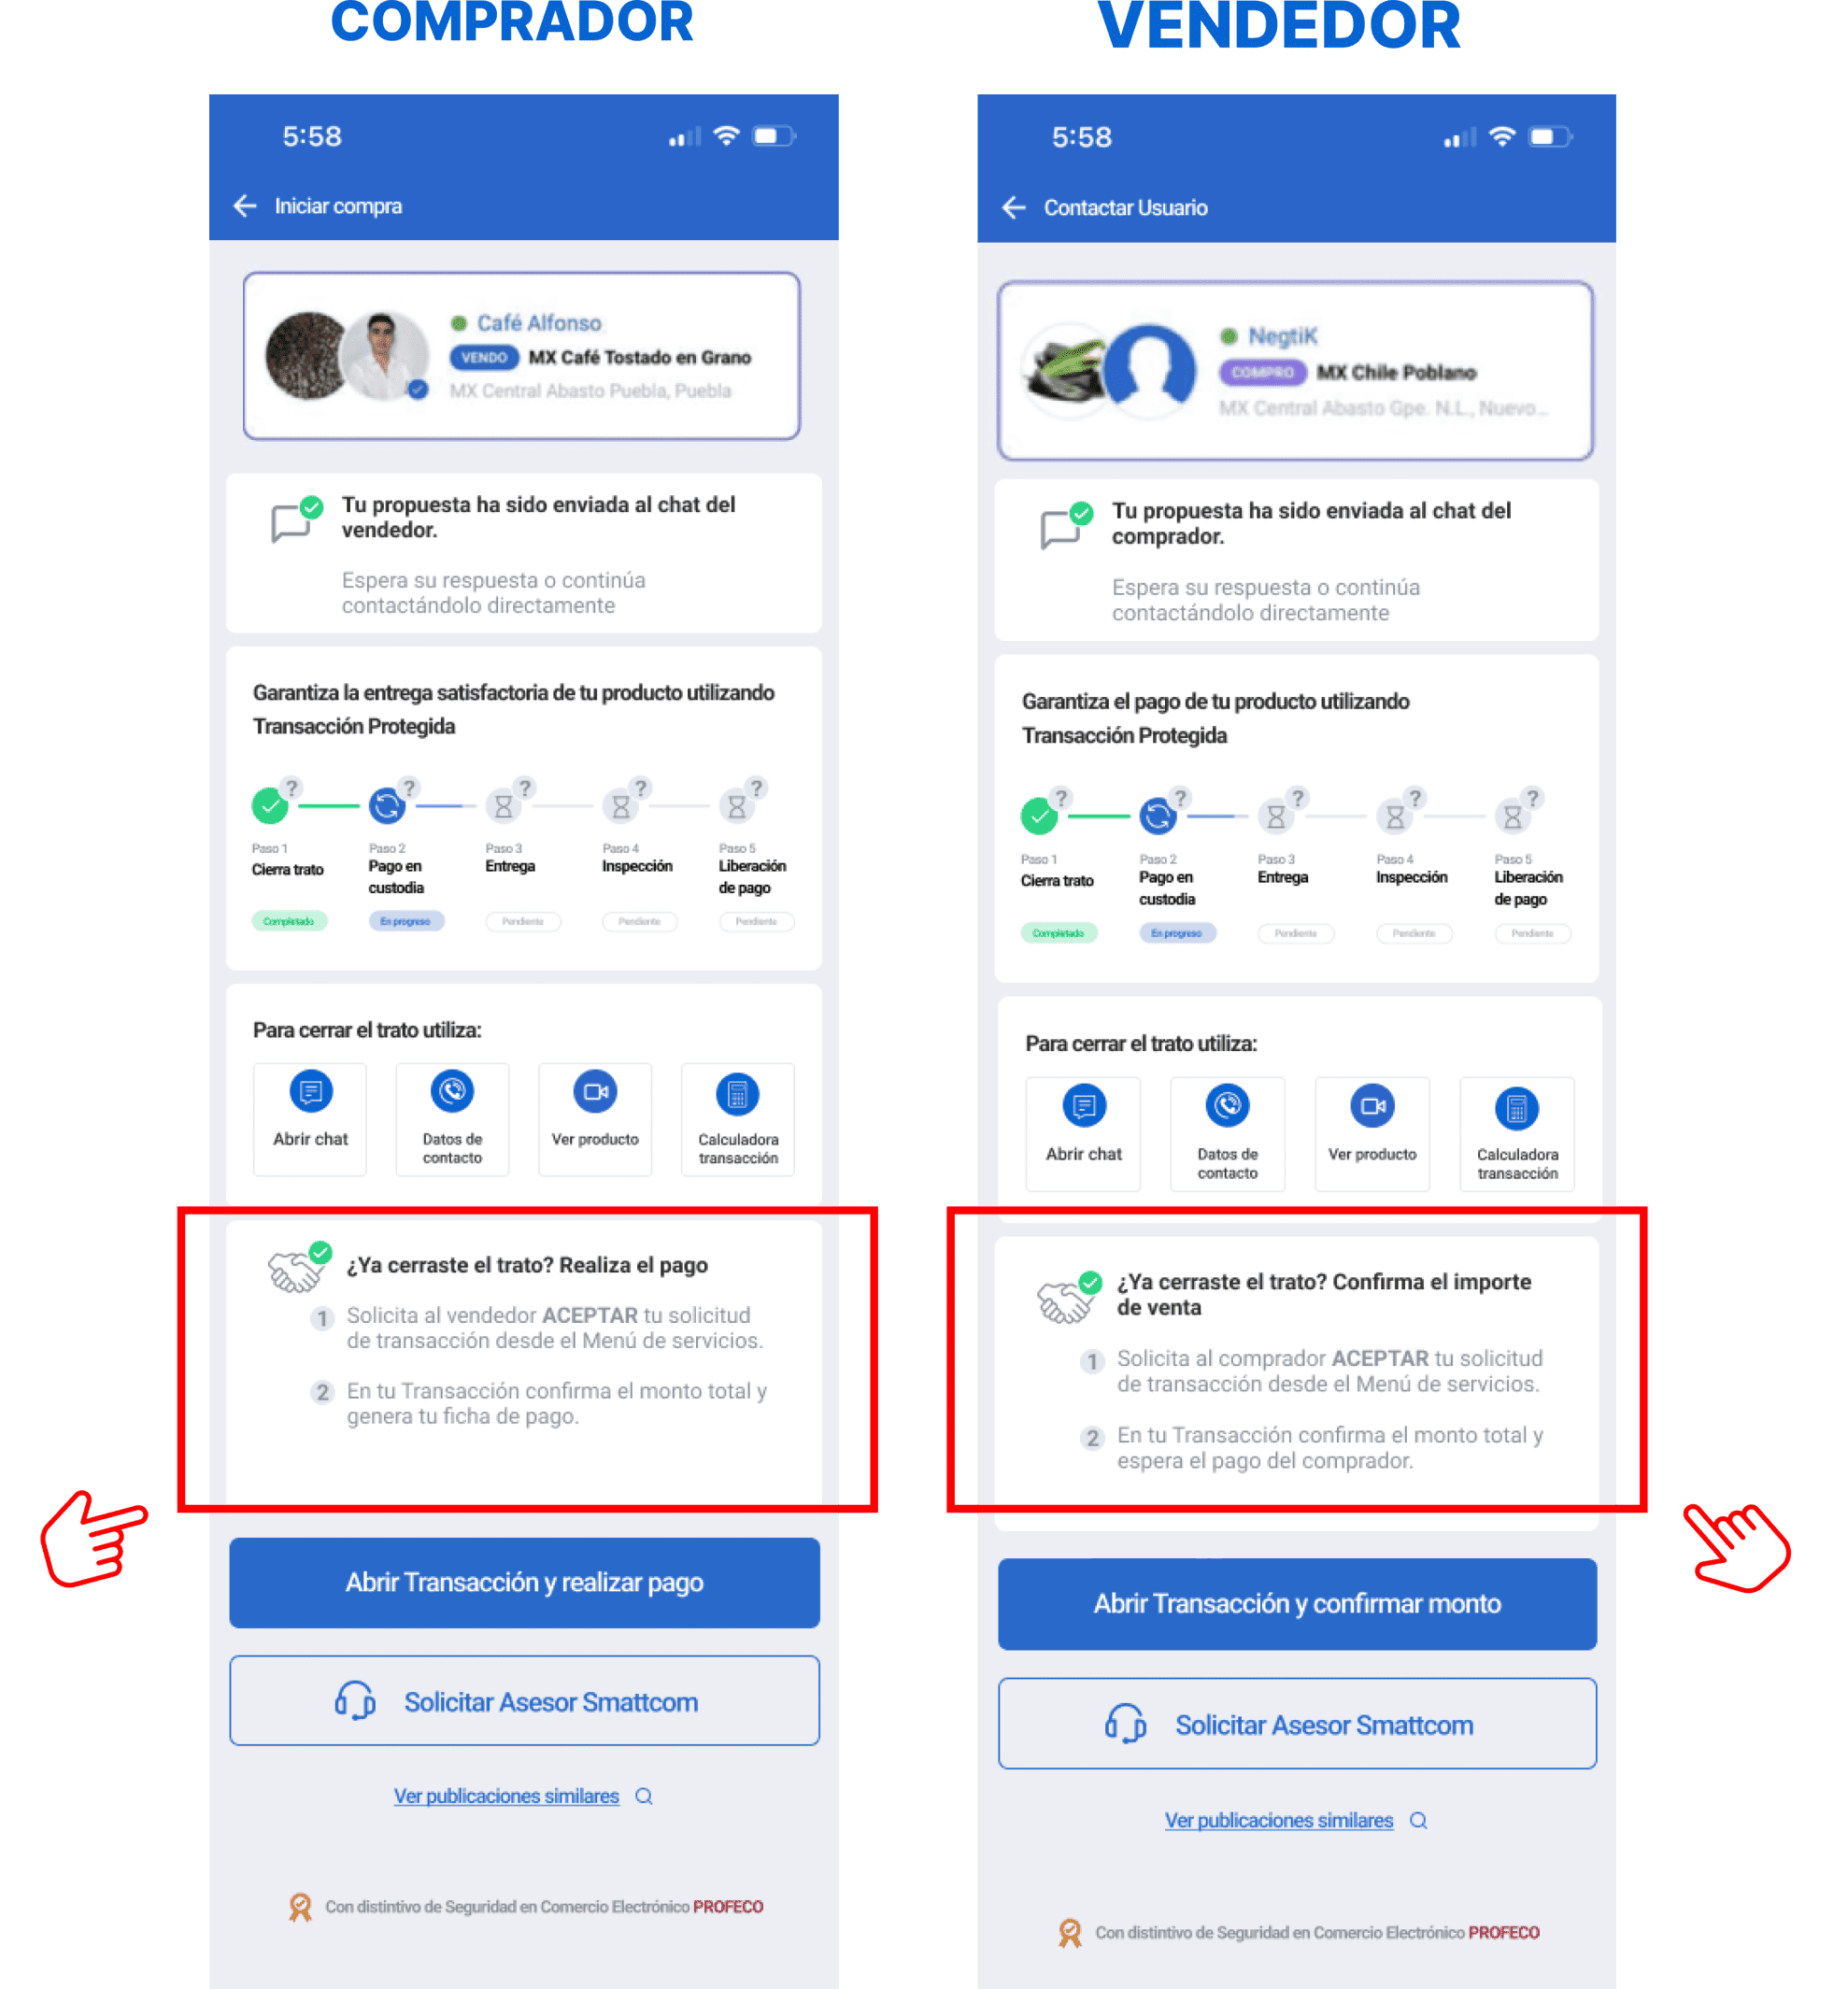 COMPRADOR
5:58
Iniciar compra
Café Alfonso
VENDO MX Café Tostado en Grano
MX Central Abasto Puebla, Puebla
Tu propuesta ha sido enviada al chat del
vendedor.
Espera su respuesta o continúa
contactándolo directamente
Garantiza la entrega satisfactoria de tu producto utilizando
Transacción Protegida
? ? ? ? ?
Paso 1 Paso 2 Paso 3 Paso 4 Paso 5
Cierra trato Pago en Entrega Inspección Liberación
custodia de pago
Completado En progreso Pendiente Pendiente Pendiente
Para cerrar el trato utiliza:
Abrir chat Datos de Ver producto Calculadora
contacto transacción
¿Ya cerraste el trato? Realiza el pago
1 Solicita al vendedor ACEPTAR tu solicitud
de transacción desde el Menú de servicios.
2 En tu Transacción confirma el monto total y
genera tu ficha de pago.
Abrir Transacción y realizar pago
Solicitar Asesor Smattcom
Ver publicaciones similares
Con distintivo de Seguridad en Comercio Electrónico PROFECO
VENDEDOR
5:58
Contactar Usuario
NegtiK
COMPRO MX Chile Poblano
MX Central Abasto Gpe. N.L., Nuevo...
Tu propuesta ha sido enviada al chat del
comprador.
Espera su respuesta o continúa
contactándolo directamente
Garantiza el pago de tu producto utilizando
Transacción Protegida
? ? ? ? ?
Paso 1 Paso 2 Paso 3 Paso 4 Paso 5
Cierra trato Pago en Entrega Inspección Liberación
custodia de pago
Completado En progreso Pendiente Pendiente Pendiente
Para cerrar el trato utiliza:
Abrir chat Datos de Ver producto Calculadora
contacto transacción
¿Ya cerraste el trato? Confirma el importe
de venta
1 Solicita al comprador ACEPTAR tu solicitud
de transacción desde el Menú de servicios.
2 En tu Transacción confirma el monto total y
espera el pago del comprador.
Abrir Transacción y confirmar monto
Solicitar Asesor Smattcom
Ver publicaciones similares
Con distintivo de Seguridad en Comercio Electrónico PROFECO